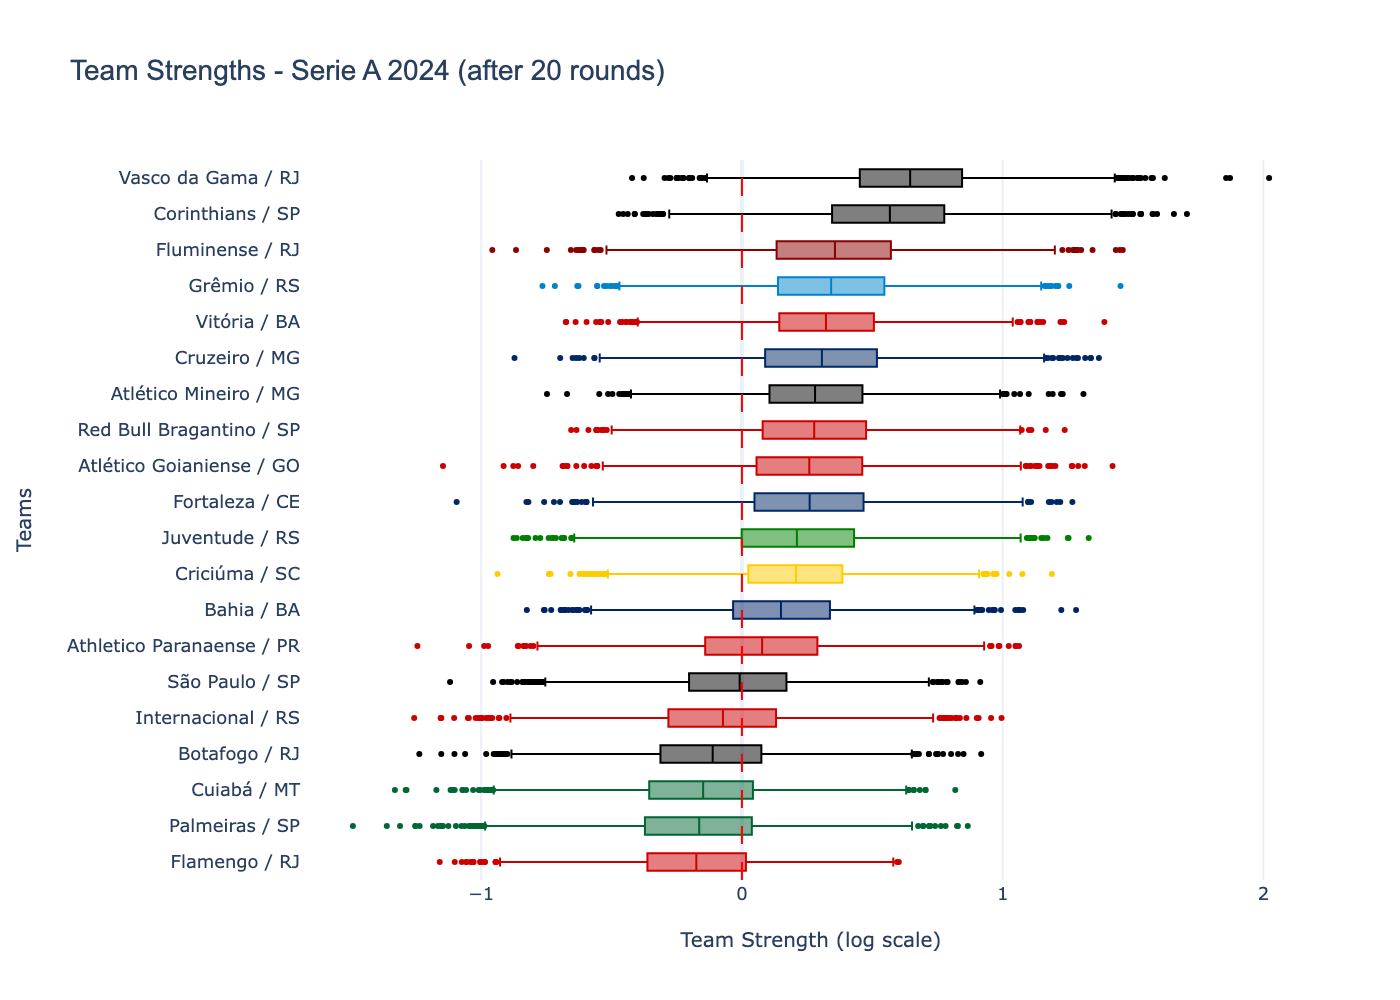 Team Strengths - Serie A 2024 (after 20 rounds)
Vasco da Gama / RJ
Corinthians / SP
Fluminense / RJ
Grêmio / RS
Vitória / BA
Cruzeiro / MG
Atlético Mineiro / MG
Red Bull Bragantino / SP
Atlético Goianiense / GO
Fortaleza / CE
Juventude / RS
Criciúma / SC
Bahia / BA
Athletico Paranaense / PR
São Paulo / SP
Internacional / RS
Botafogo / RJ
Cuiabá / MT
Palmeiras / SP
Flamengo / RJ
Teams
−1 0 1 2
Team Strength (log scale)